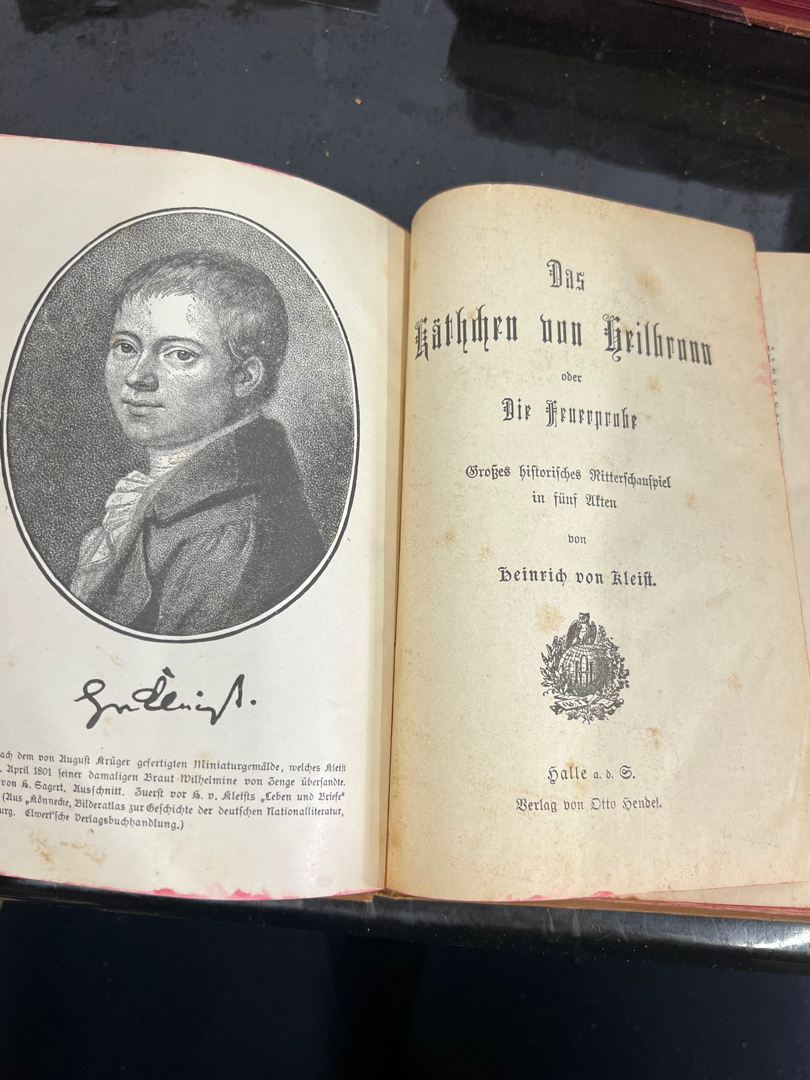 H. v. Kleist.
nach dem von August Krüger gefertigten Miniaturgemälde, welches Kleist
April 1801 seiner damaligen Braut Wilhelmine von Zenge übersandte.
von H. Sagert. Ausschnitt. Zuerst vor H. v. Kleists „Leben und Briefe“
(Aus „Könnecke, Bilderatlas zur Geschichte der deutschen Nationalliteratur,
burg. Elwert'sche Verlagsbuchhandlung.)
Das
Käthchen von Heilbronn
oder
Die Feuerprobe
Großes historisches Ritterschauspiel
in fünf Akten
von
Heinrich von Kleist.
Halle a. d. S.
Verlag von Otto Hendel.